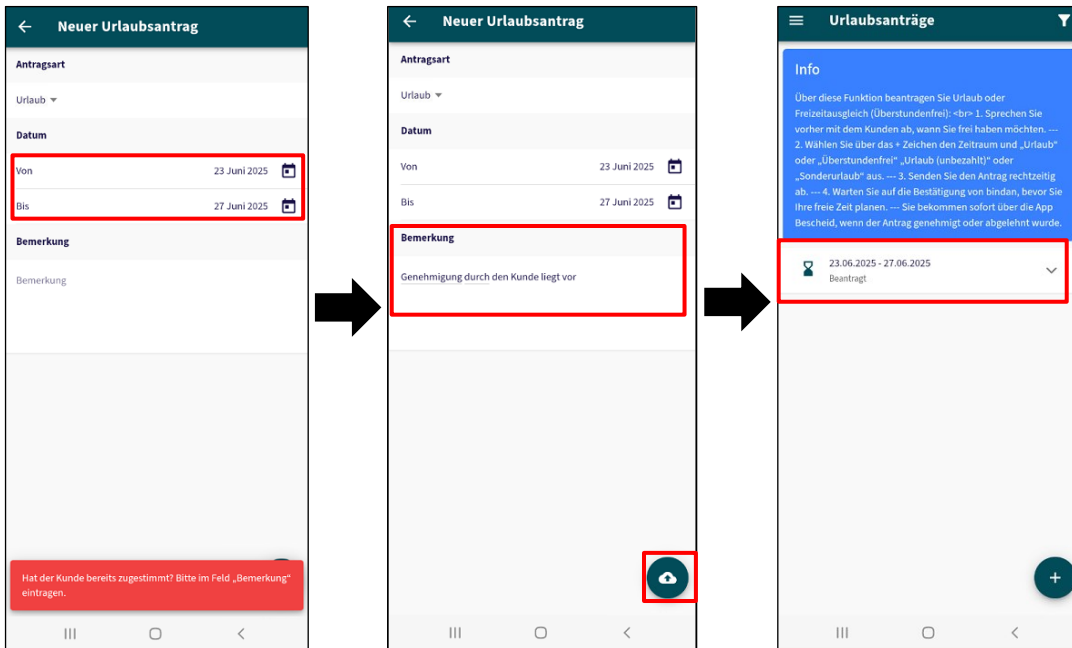 Neuer Urlaubsantrag
Antragsart
Urlaub
Datum
Von 23 Juni 2025
Bis 27 Juni 2025
Bemerkung
Bemerkung
Hat der Kunde bereits zugestimmt? Bitte im Feld „Bemerkung“
eintragen.
Neuer Urlaubsantrag
Antragsart
Urlaub
Datum
Von 23 Juni 2025
Bis 27 Juni 2025
Bemerkung
Genehmigung durch den Kunde liegt vor
Urlaubsanträge
Info
Über diese Funktion beantragen Sie Urlaub oder
Freizeitausgleich (Überstundenfrei): <br> 1. Sprechen Sie
vorher mit dem Kunden ab, wann Sie frei haben möchten. ---
2. Wählen Sie über das + Zeichen den Zeitraum und „Urlaub“
oder „Überstundenfrei“ „Urlaub (unbezahlt)“ oder
„Sonderurlaub“ aus. --- 3. Senden Sie den Antrag rechtzeitig
ab. --- 4. Warten Sie auf die Bestätigung von bindan, bevor Sie
Ihre freie Zeit planen. --- Sie bekommen sofort über die App
Bescheid, wenn der Antrag genehmigt oder abgelehnt wurde.
23.06.2025 - 27.06.2025
Beantragt